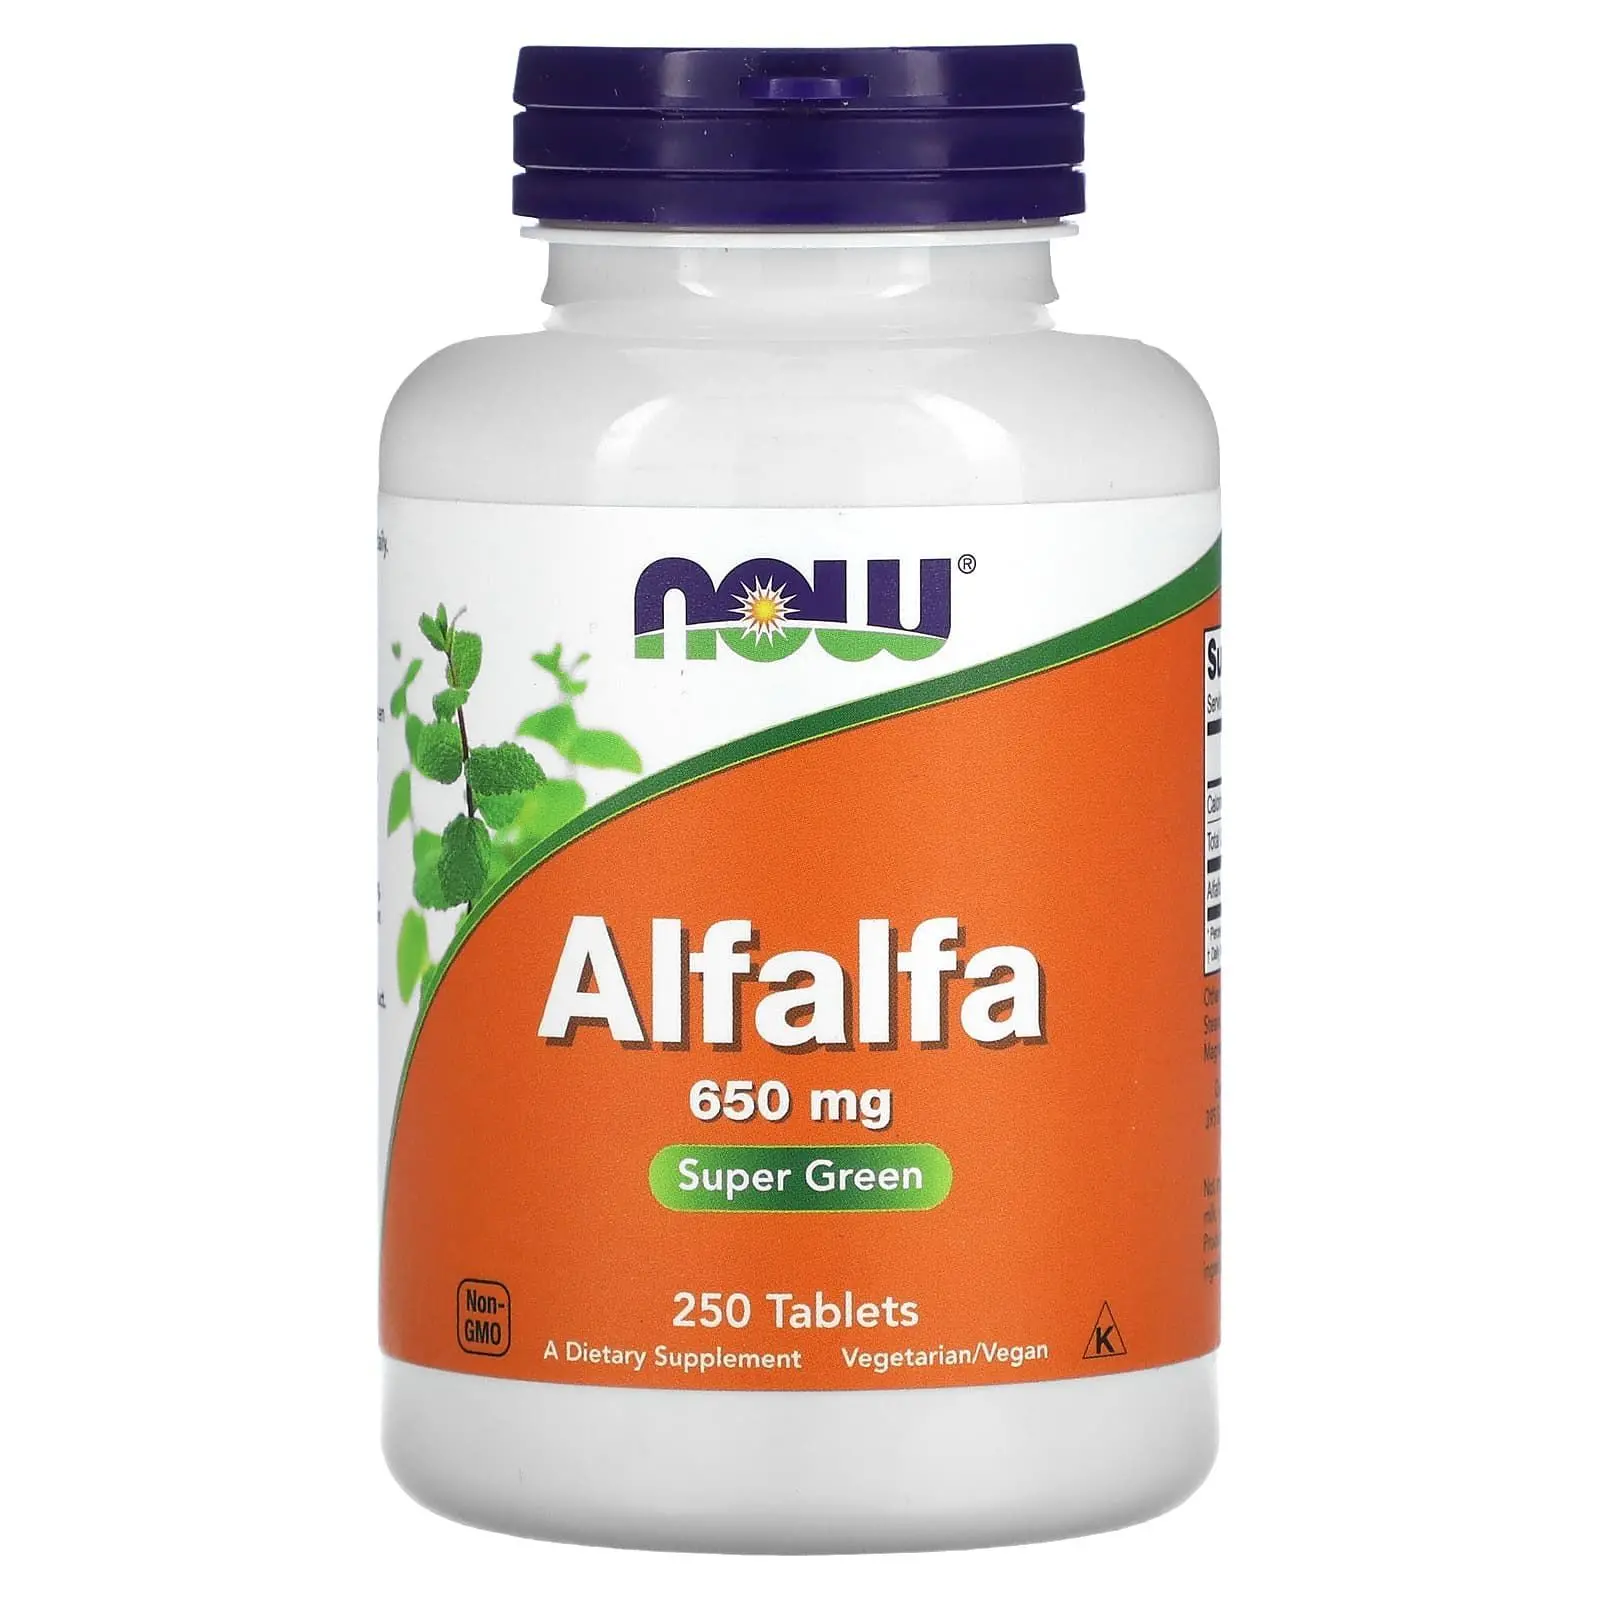 now®
Alfalfa
650 mg
Super Green
250 Tablets
Non-
GMO
A Dietary Supplement Vegetarian/Vegan
K